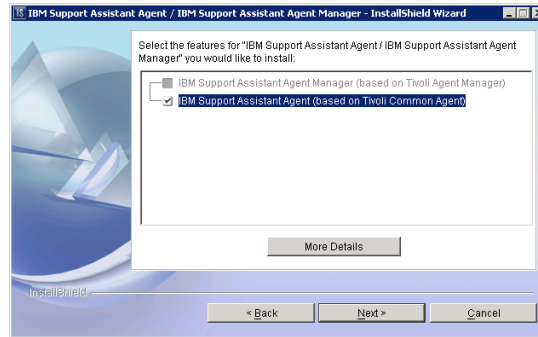 IBM Support Assistant Agent / IBM Support Assistant Agent Manager - InstallShield Wizard
Select the features for "IBM Support Assistant Agent / IBM Support Assistant Agent
Manager" you would like to install:
IBM Support Assistant Agent Manager (based on Tivoli Agent Manager)
IBM Support Assistant Agent (based on Tivoli Common Agent)
More Details
InstallShield
< Back
Next >
Cancel